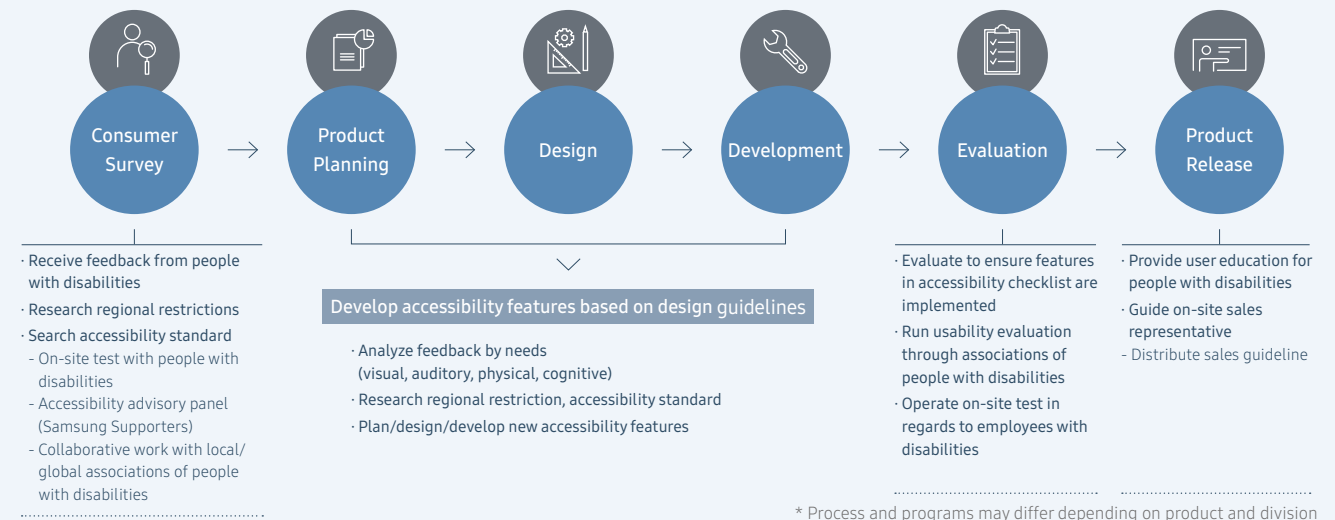 Consumer
Survey
Product
Planning
Design
Development
Evaluation
Product
Release
· Receive feedback from people
with disabilities
· Research regional restrictions
· Search accessibility standard
- On-site test with people with
disabilities
- Accessibility advisory panel
(Samsung Supporters)
- Collaborative work with local/
global associations of people
with disabilities
Develop accessibility features based on design guidelines
· Analyze feedback by needs
(visual, auditory, physical, cognitive)
· Research regional restriction, accessibility standard
· Plan/design/develop new accessibility features
· Evaluate to ensure features
in accessibility checklist are
implemented
· Run usability evaluation
through associations of
people with disabilities
· Operate on-site test in
regards to employees with
disabilities
· Provide user education for
people with disabilities
· Guide on-site sales
representative
- Distribute sales guideline
* Process and programs may differ depending on product and division